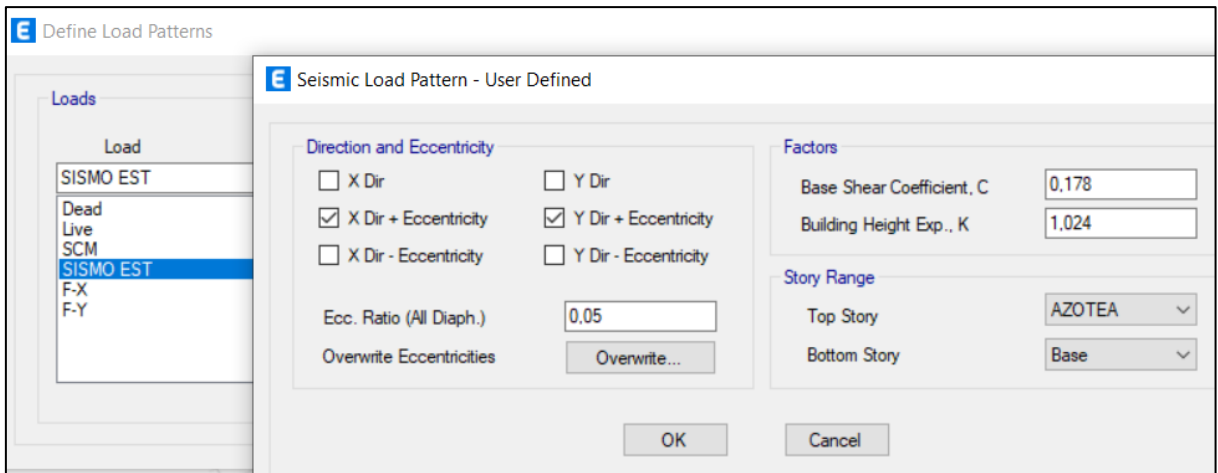 E Define Load Patterns
E Seismic Load Pattern - User Defined
Loads
Load
SISMO EST
Dead
Live
SCM
SISMO EST
F-X
F-Y
Direction and Eccentricity
X Dir Y Dir
X Dir + Eccentricity Y Dir + Eccentricity
X Dir - Eccentricity Y Dir - Eccentricity
Ecc. Ratio (All Diaph.) 0,05
Overwrite Eccentricities Overwrite...
Factors
Base Shear Coefficient, C 0,178
Building Height Exp., K 1,024
Story Range
Top Story AZOTEA
Bottom Story Base
OK Cancel